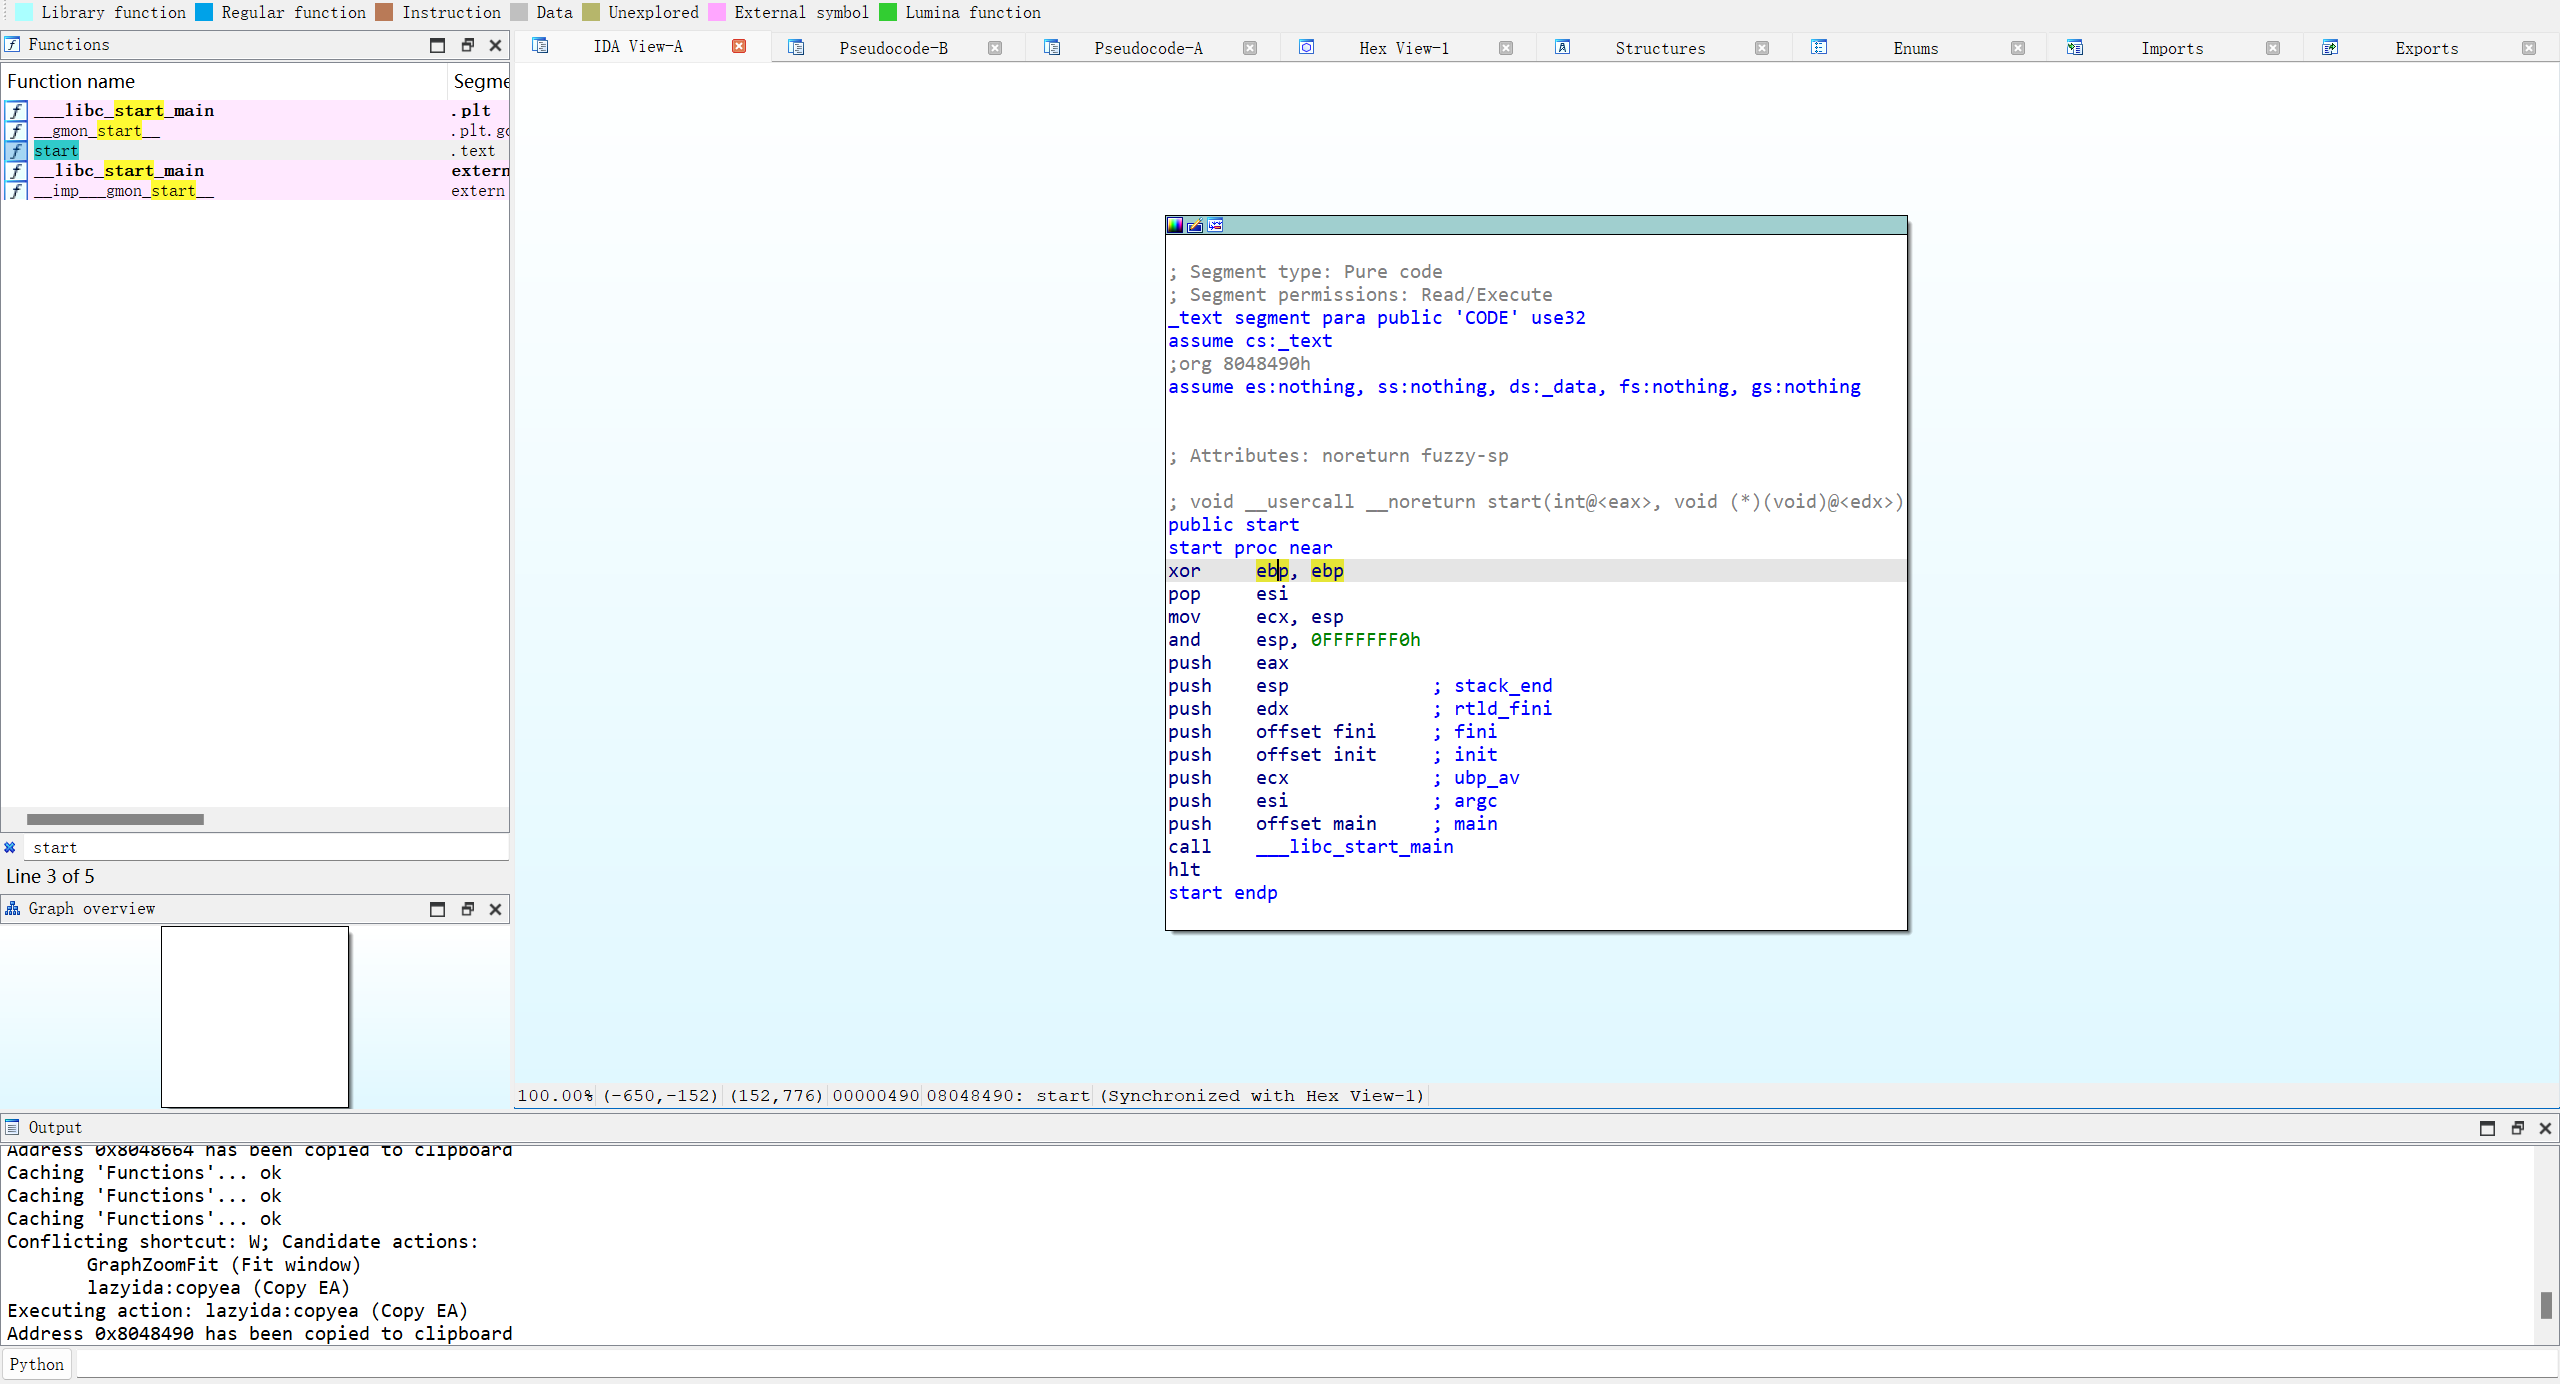 Library function Regular function Instruction Data Unexplored External symbol Lumina function
Functions
Function name Segme
___libc_start_main .plt
__gmon_start__ .plt.go
start .text
__libc_start_main extern
__imp___gmon_start__ extern
start
Line 3 of 5
Graph overview
IDA View-A Pseudocode-B Pseudocode-A Hex View-1 Structures Enums Imports Exports
; Segment type: Pure code
; Segment permissions: Read/Execute
_text segment para public 'CODE' use32
assume cs:_text
;org 8048490h
assume es:nothing, ss:nothing, ds:_data, fs:nothing, gs:nothing
; Attributes: noreturn fuzzy-sp
; void __usercall __noreturn start(int@<eax>, void (*)(void)@<edx>)
public start
start proc near
xor ebp, ebp
pop esi
mov ecx, esp
and esp, 0FFFFFFF0h
push eax
push esp ; stack_end
push edx ; rtld_fini
push offset fini ; fini
push offset init ; init
push ecx ; ubp_av
push esi ; argc
push offset main ; main
call ___libc_start_main
hlt
start endp
100.00% (-650,-152) (152,776) 00000490 08048490: start (Synchronized with Hex View-1)
Output
Address 0x8048664 has been copied to clipboard
Caching 'Functions'... ok
Caching 'Functions'... ok
Caching 'Functions'... ok
Conflicting shortcut: W; Candidate actions:
GraphZoomFit (Fit window)
lazyida:copyea (Copy EA)
Executing action: lazyida:copyea (Copy EA)
Address 0x8048490 has been copied to clipboard
Python